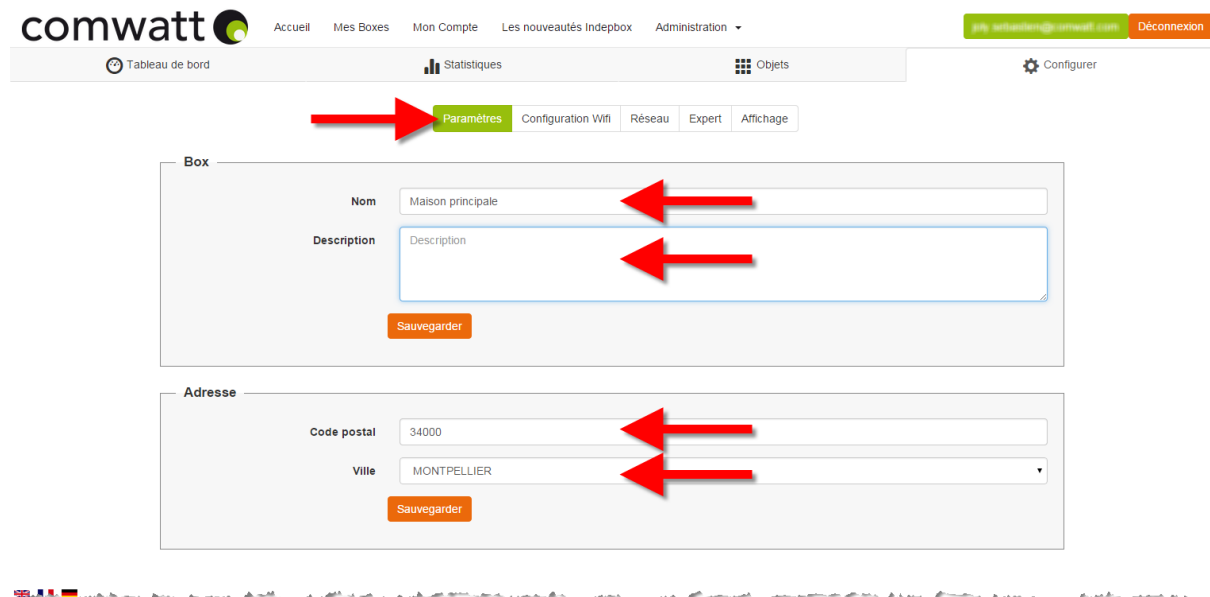 comwatt
Accueil Mes Boxes Mon Compte Les nouveautés Indepbox Administration Déconnexion
Tableau de bord Statistiques Objets Configurer
Paramètres Configuration Wifi Réseau Expert Affichage
Box
Nom Maison principale
Description Description
Sauvegarder
Adresse
Code postal 34000
Ville MONTPELLIER
Sauvegarder